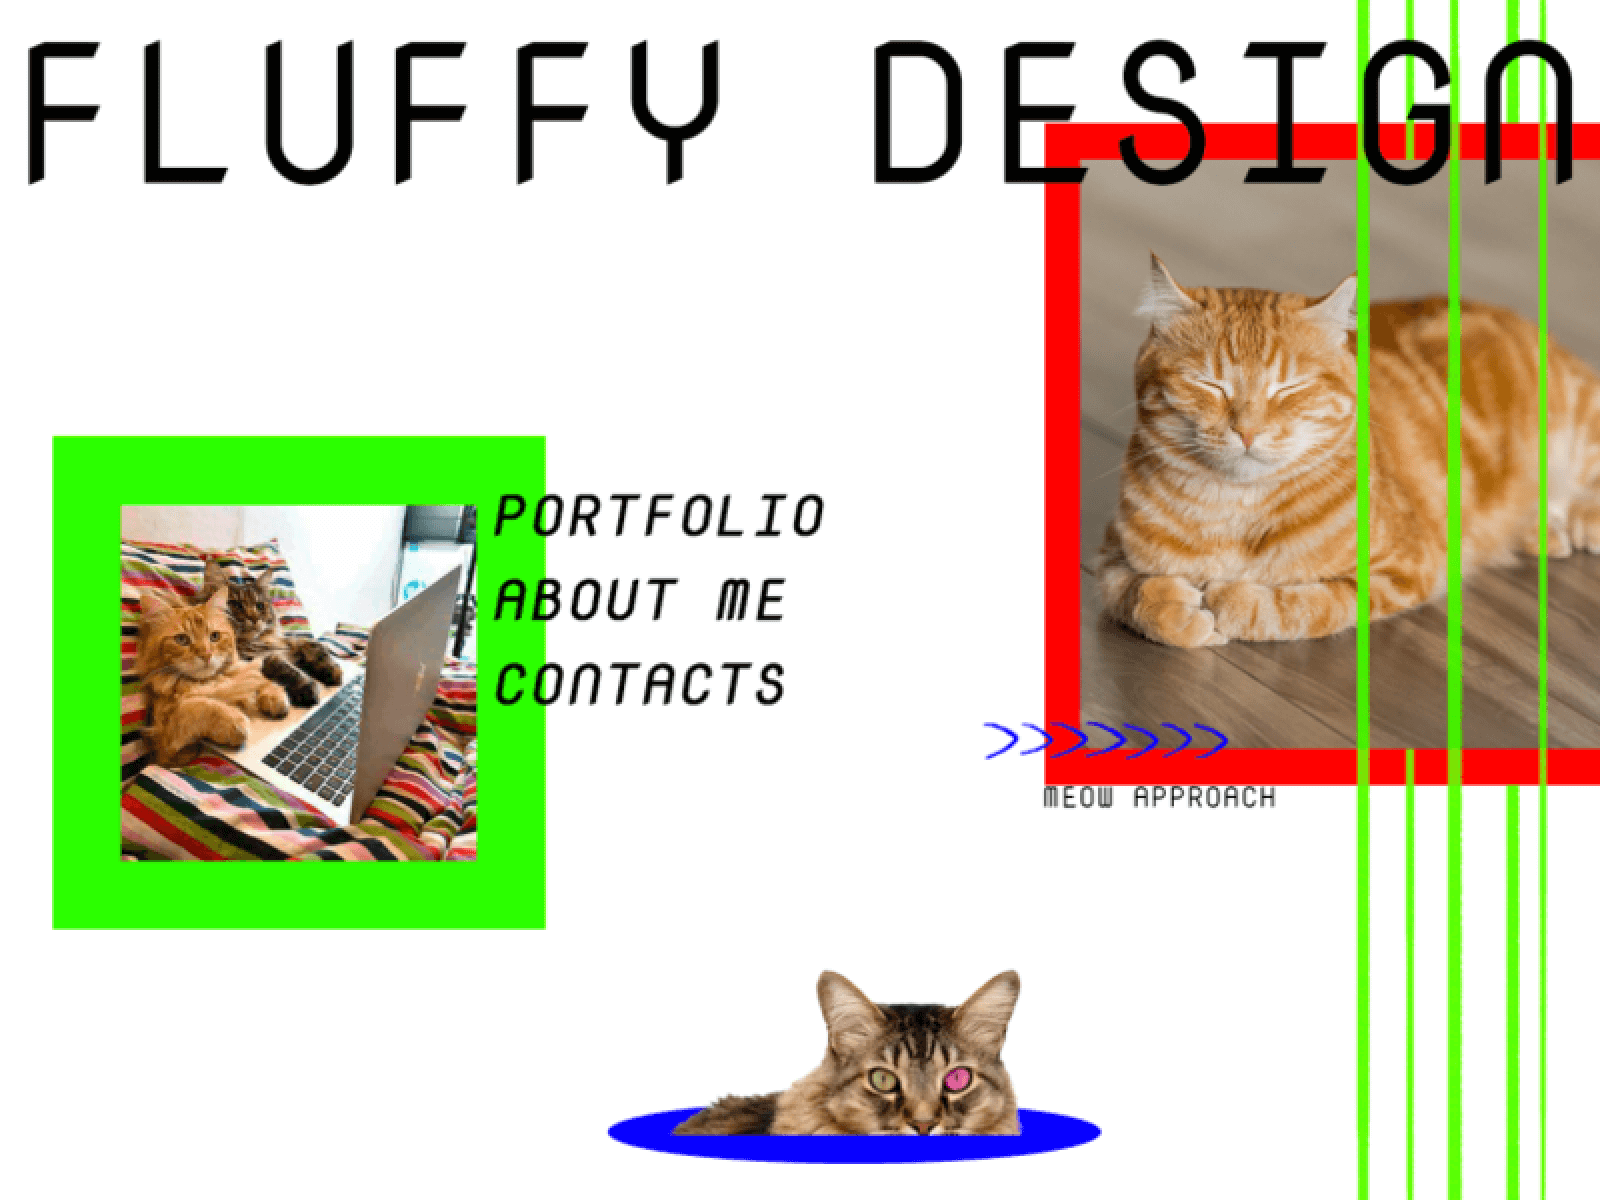 FLUFFY DESIGN
PORTFOLIO
ABOUT ME
CONTACTS
>>>>>>>
MEOW APPROACH